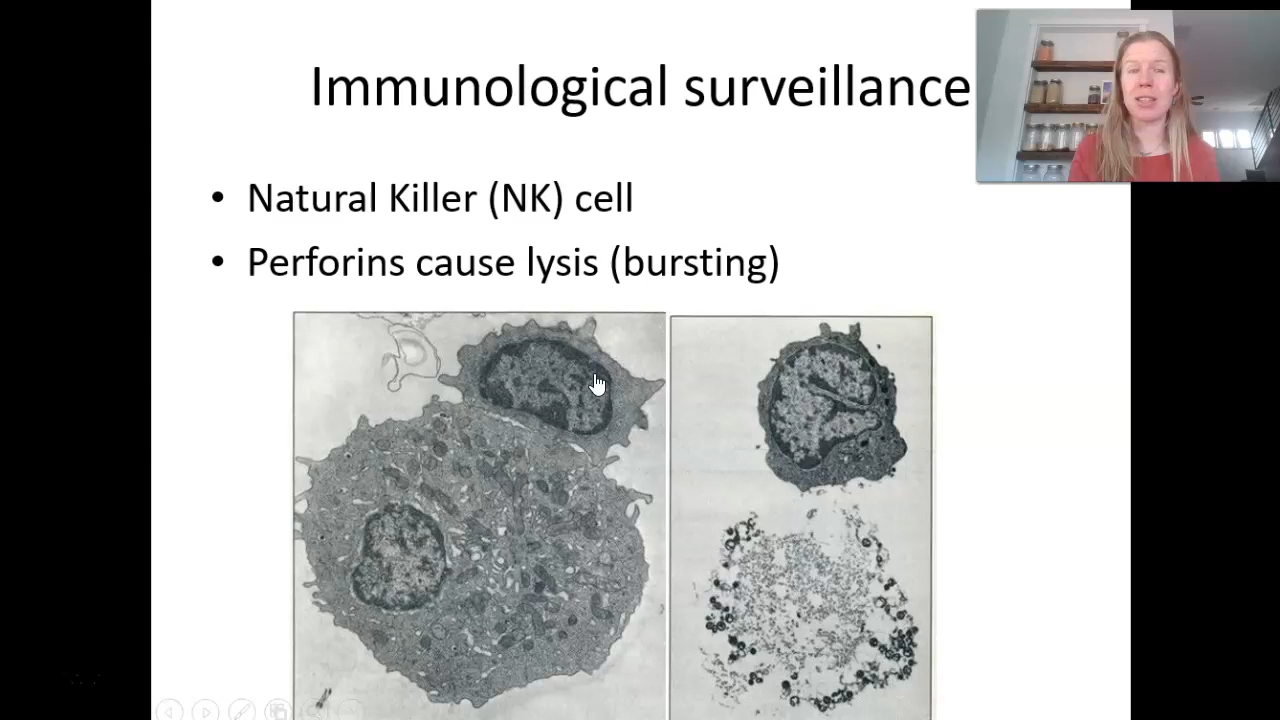 Immunological surveillance
• Natural Killer (NK) cell
• Perforins cause lysis (bursting)